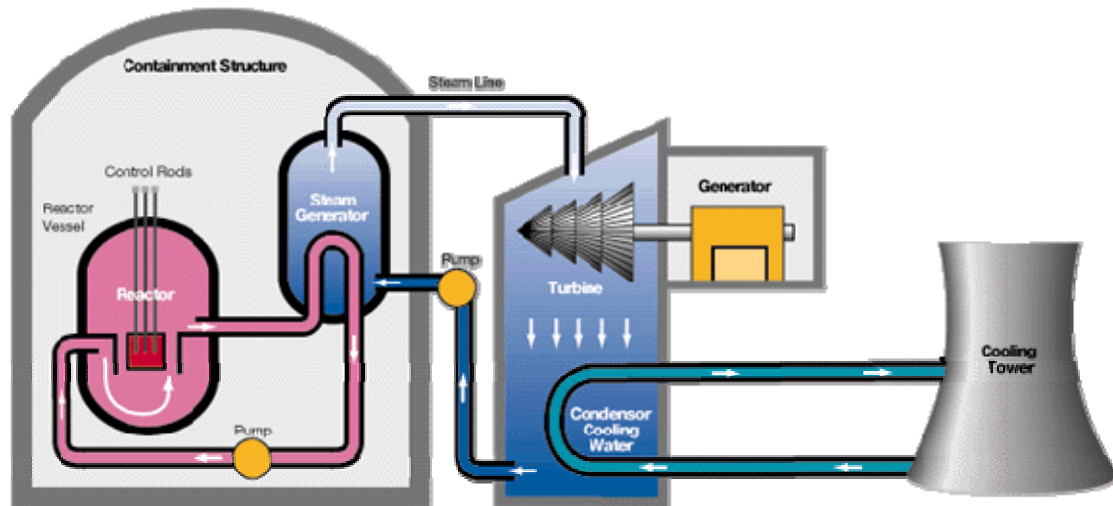 Containment Structure
Steam Line
Control Rods
Reactor
Vessel
Steam
Generator
Generator
Pump
Reactor
Turbine
Cooling
Tower
Condensor
Cooling
Water
Pump